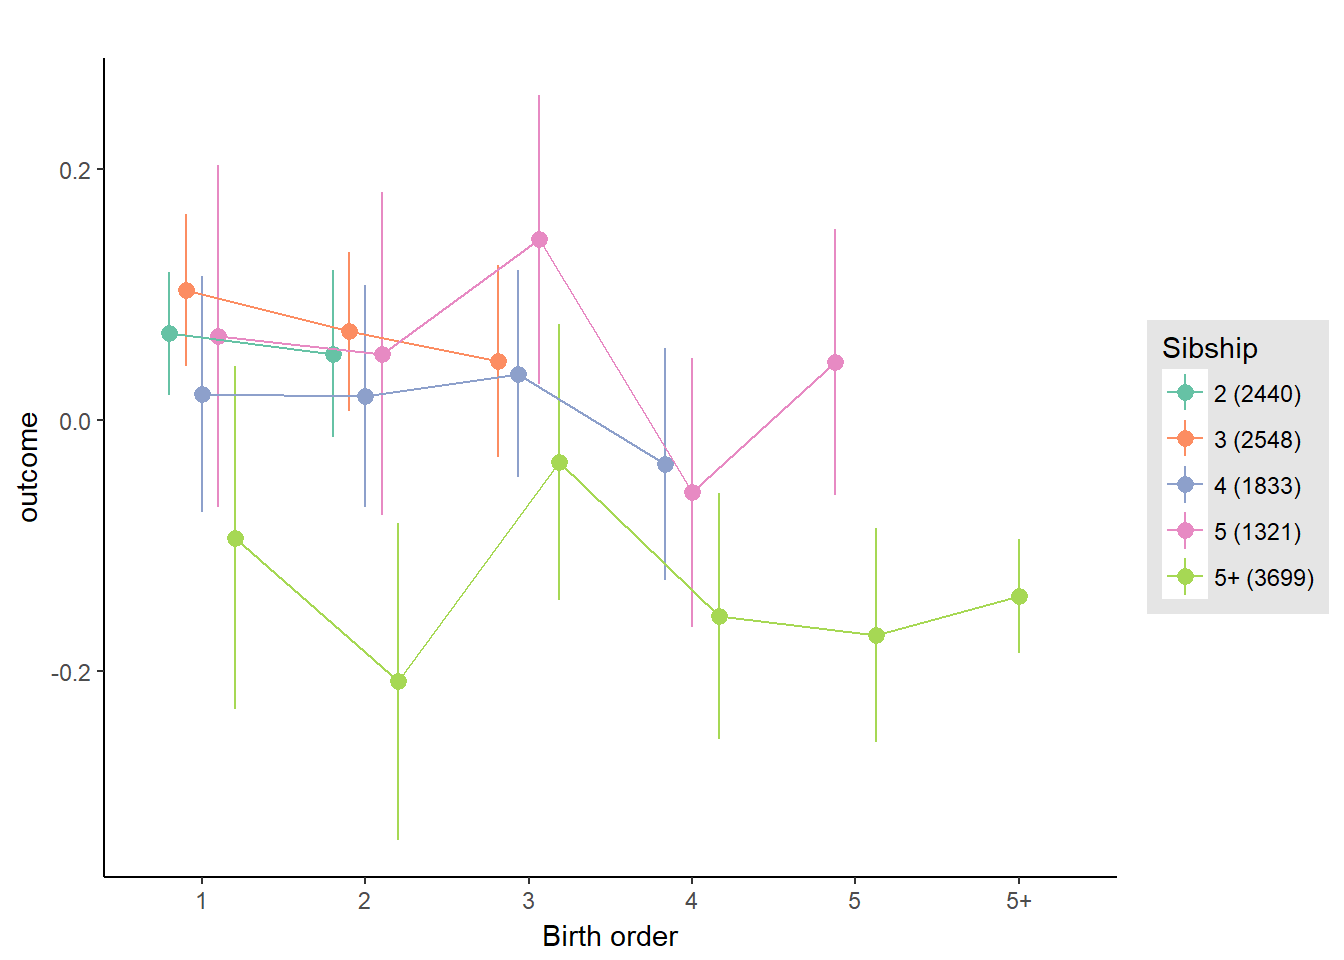 0.2
0.0
-0.2
outcome
1 2 3 4 5 5+
Birth order
Sibship
2 (2440)
3 (2548)
4 (1833)
5 (1321)
5+ (3699)